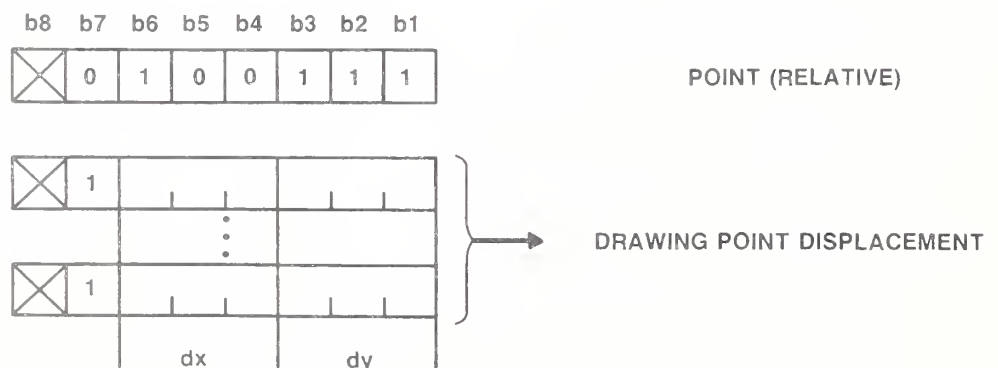 b8 b7 b6 b5 b4 b3 b2 b1
0 1 0 0 1 1 1 POINT (RELATIVE)
1
DRAWING POINT DISPLACEMENT
1
dx dy